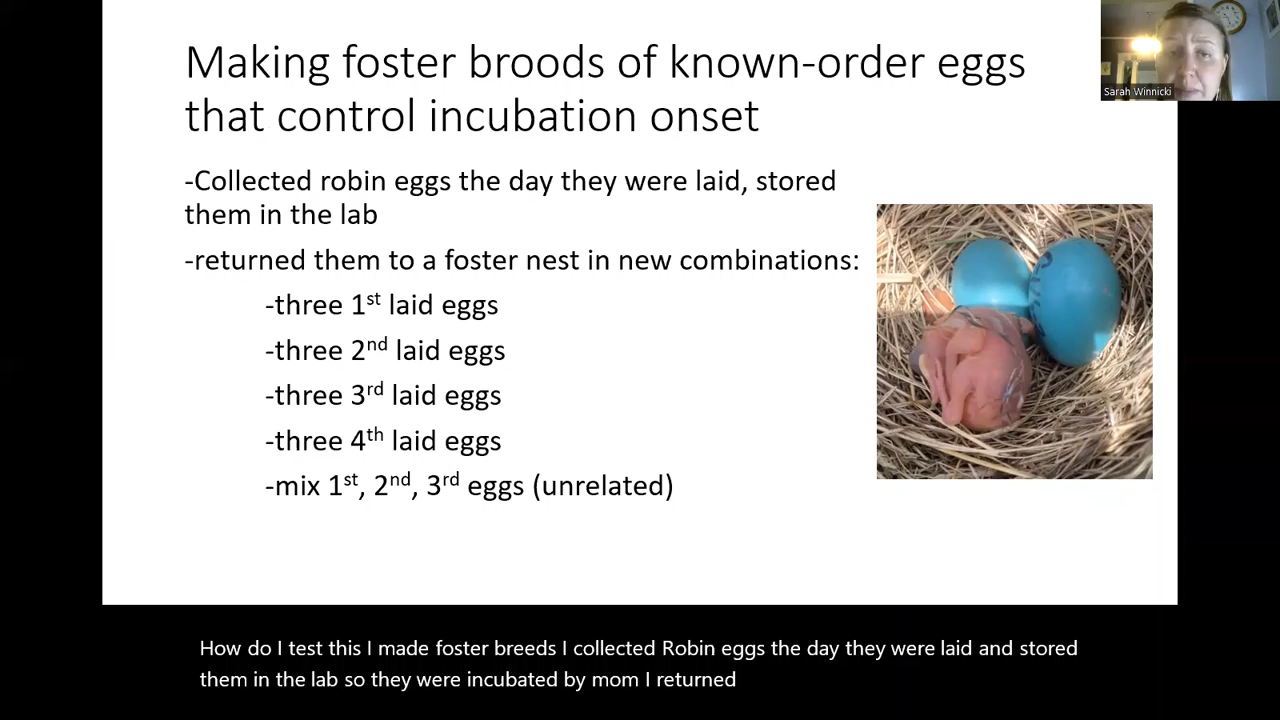 Making foster broods of known-order eggs
that control incubation onset
Sarah Winnicki
-Collected robin eggs the day they were laid, stored
them in the lab
-returned them to a foster nest in new combinations:
-three 1st laid eggs
-three 2nd laid eggs
-three 3rd laid eggs
-three 4th laid eggs
-mix 1st, 2nd, 3rd eggs (unrelated)
How do I test this I made foster breeds I collected Robin eggs the day they were laid and stored
them in the lab so they were incubated by mom I returned